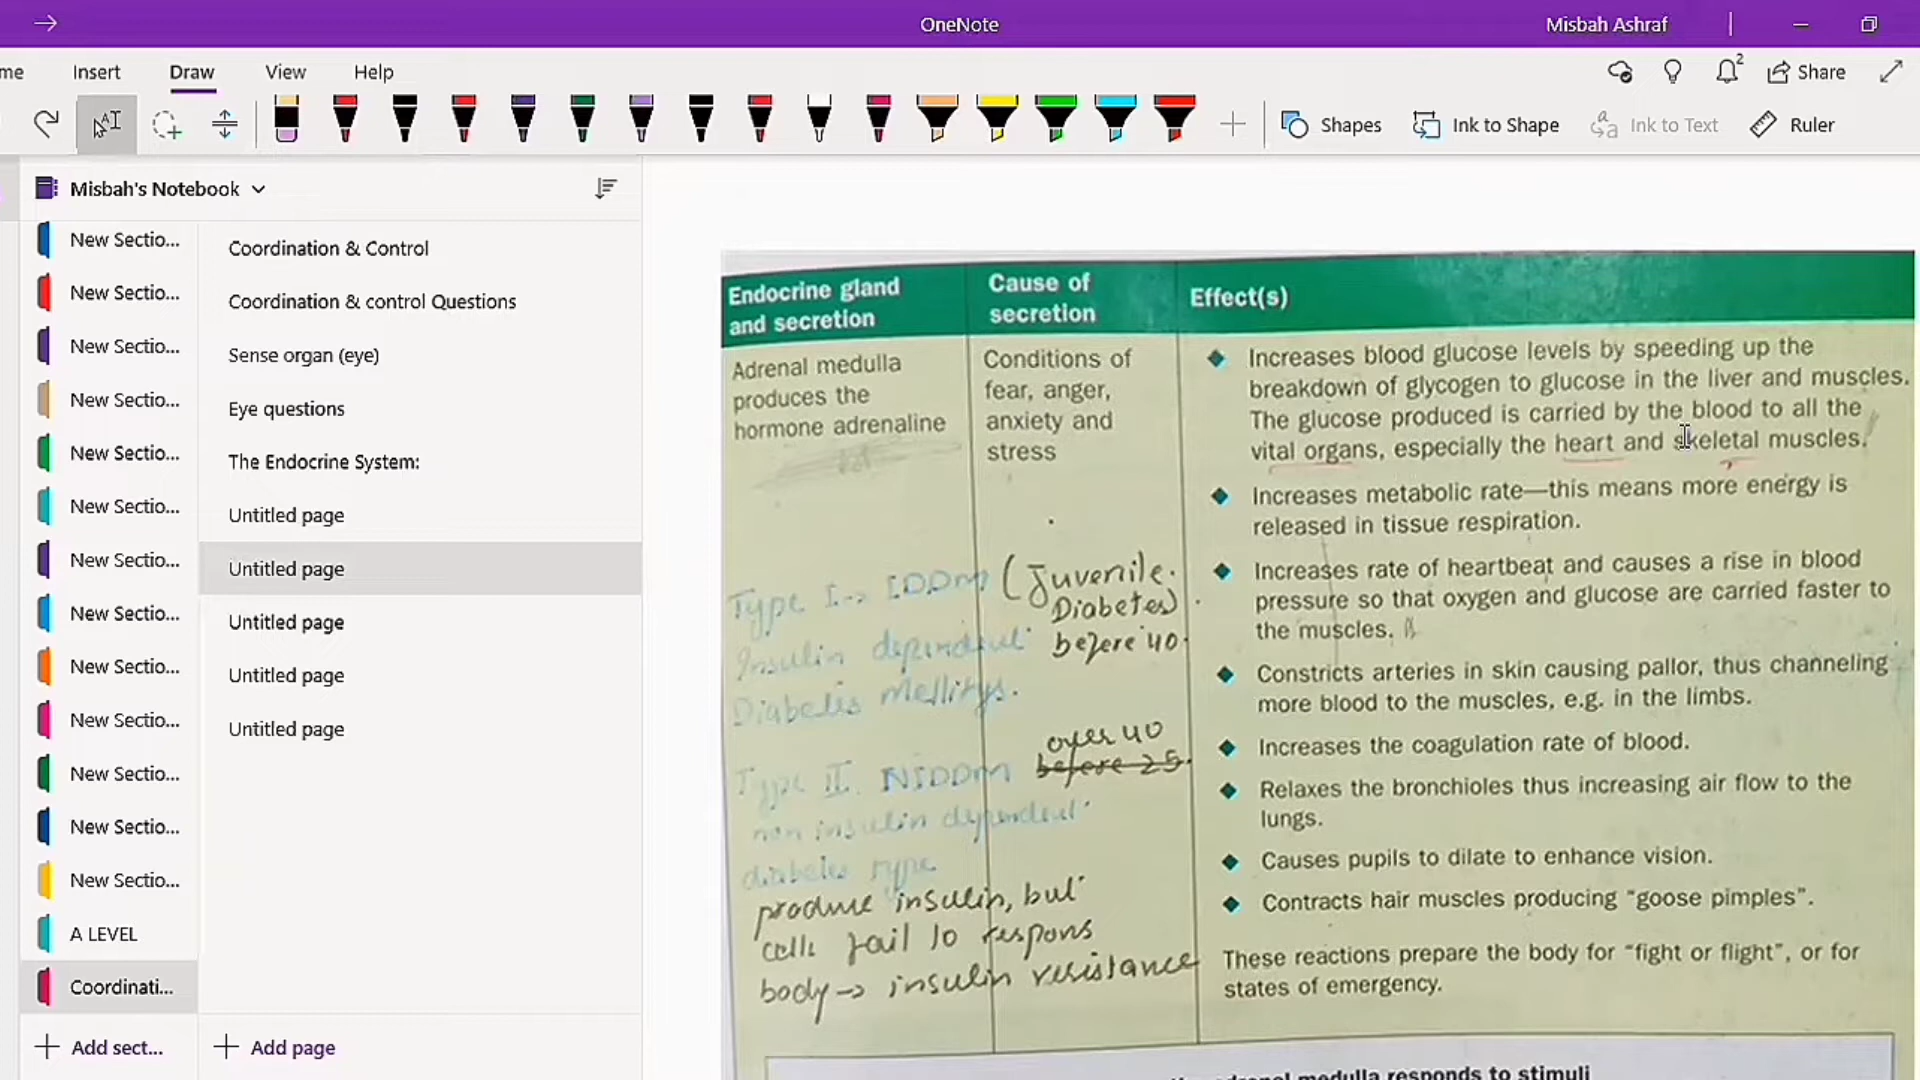 OneNote
Misbah Ashraf
me
Insert
Draw
View
Help
2
Share
Shapes
Ink to Shape
Ink to Text
Ruler
Misbah's Notebook
New Sectio...
New Sectio...
New Sectio...
New Sectio...
New Sectio...
New Sectio...
New Sectio...
New Sectio...
New Sectio...
New Sectio...
New Sectio...
New Sectio...
New Sectio...
A LEVEL
Coordinati...
Add sect...
Coordination & Control
Coordination & control Questions
Sense organ (eye)
Eye questions
The Endocrine System:
Untitled page
Untitled page
Untitled page
Untitled page
Untitled page
Add page
Endocrine gland
and secretion
Cause of
secretion
Effect(s)
Adrenal medulla
produces the
hormone adrenaline
Conditions of
fear, anger,
anxiety and
stress
Increases blood glucose levels by speeding up the
breakdown of glycogen to glucose in the liver and muscles.
The glucose produced is carried by the blood to all the
vital organs, especially the heart and skeletal muscles.
Increases metabolic rate—this means more energy is
released in tissue respiration.
Increases rate of heartbeat and causes a rise in blood
pressure so that oxygen and glucose are carried faster to
the muscles.
Constricts arteries in skin causing pallor, thus channeling
more blood to the muscles, e.g. in the limbs.
Increases the coagulation rate of blood.
Relaxes the bronchioles thus increasing air flow to the
lungs.
Causes pupils to dilate to enhance vision.
Contracts hair muscles producing "goose pimples".
These reactions prepare the body for "fight or flight", or for
states of emergency.
Type I → IDDM
Insulin dependent
Diabetes Mellitys.
(Juvenile.
Diabetes)
before 40.
over 40
before 25.
Type II. NIDDM
non insulin dependent
diabetes type
produce insulin, but
cells fail to respons
body → insulin resistance
adrenal medulla responds to stimuli